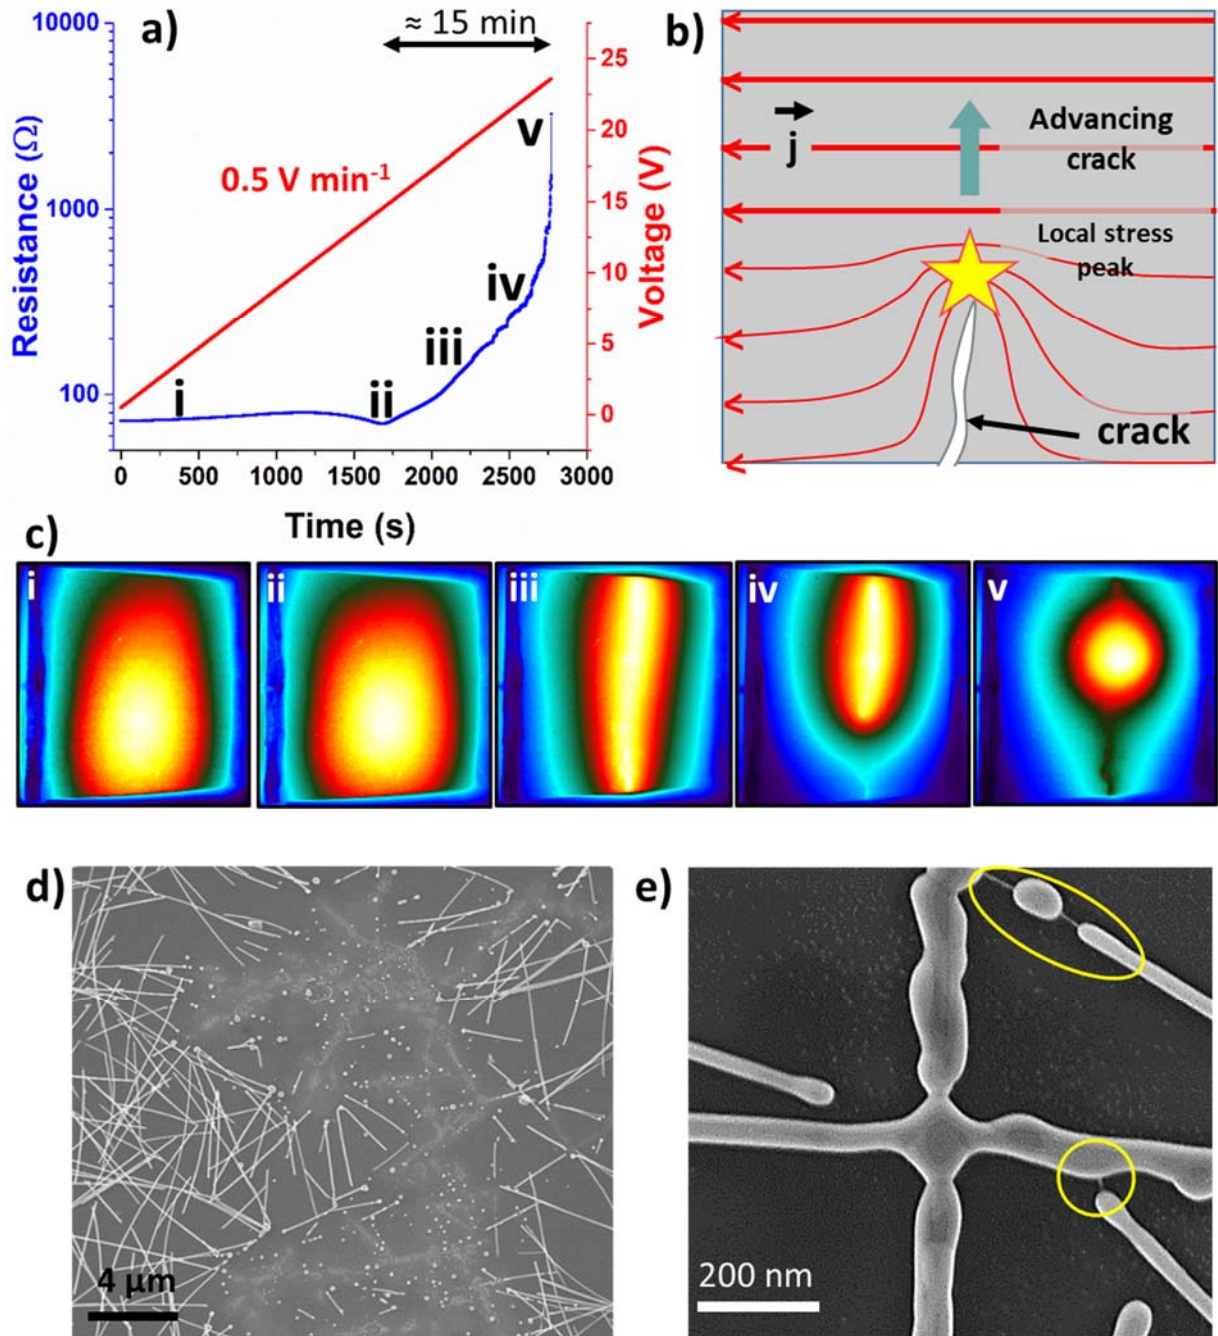 a)
≈ 15 min
10000
1000
100
Resistance (Ω)
0.5 V min⁻¹
i
ii
iii
iv
v
25
20
15
10
5
0
Voltage (V)
0 500 1000 1500 2000 2500 3000
Time (s)
b)
j
Advancing
crack
Local stress
peak
crack
c)
i
ii
iii
iv
v
d)
4 μm
e)
200 nm